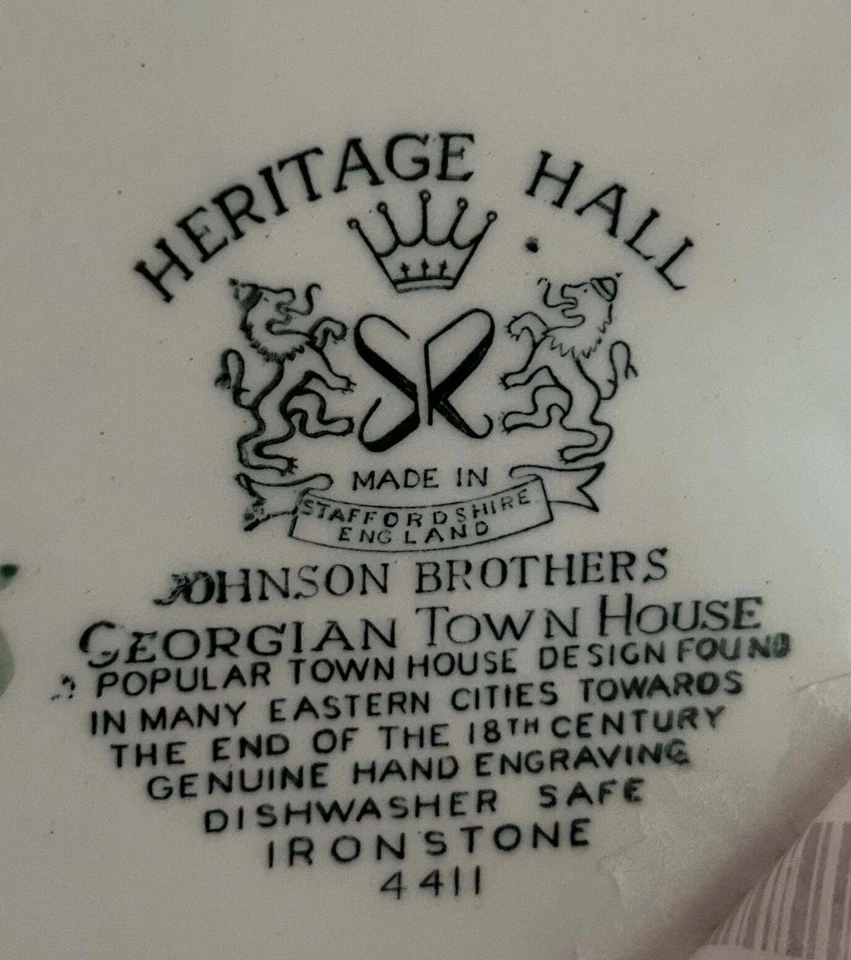 HERITAGE HALL
SR
MADE IN
STAFFORDSHIRE
ENGLAND
JOHNSON BROTHERS
GEORGIAN TOWN HOUSE
A POPULAR TOWN HOUSE DESIGN FOUND
IN MANY EASTERN CITIES TOWARDS
THE END OF THE 18TH CENTURY
GENUINE HAND ENGRAVING
DISHWASHER SAFE
IRONSTONE
4411